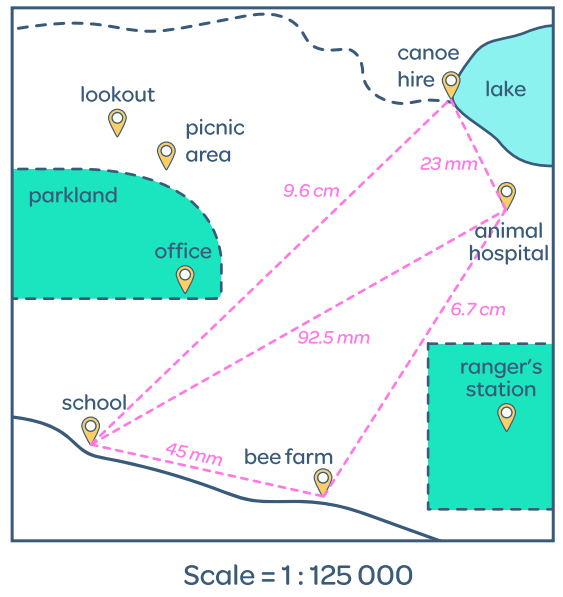 canoe
hire
lake
lookout
picnic
area
9.6 cm
23 mm
parkland
animal
hospital
office
6.7 cm
92.5 mm
ranger's
station
school
45 mm
bee farm
Scale = 1 : 125 000